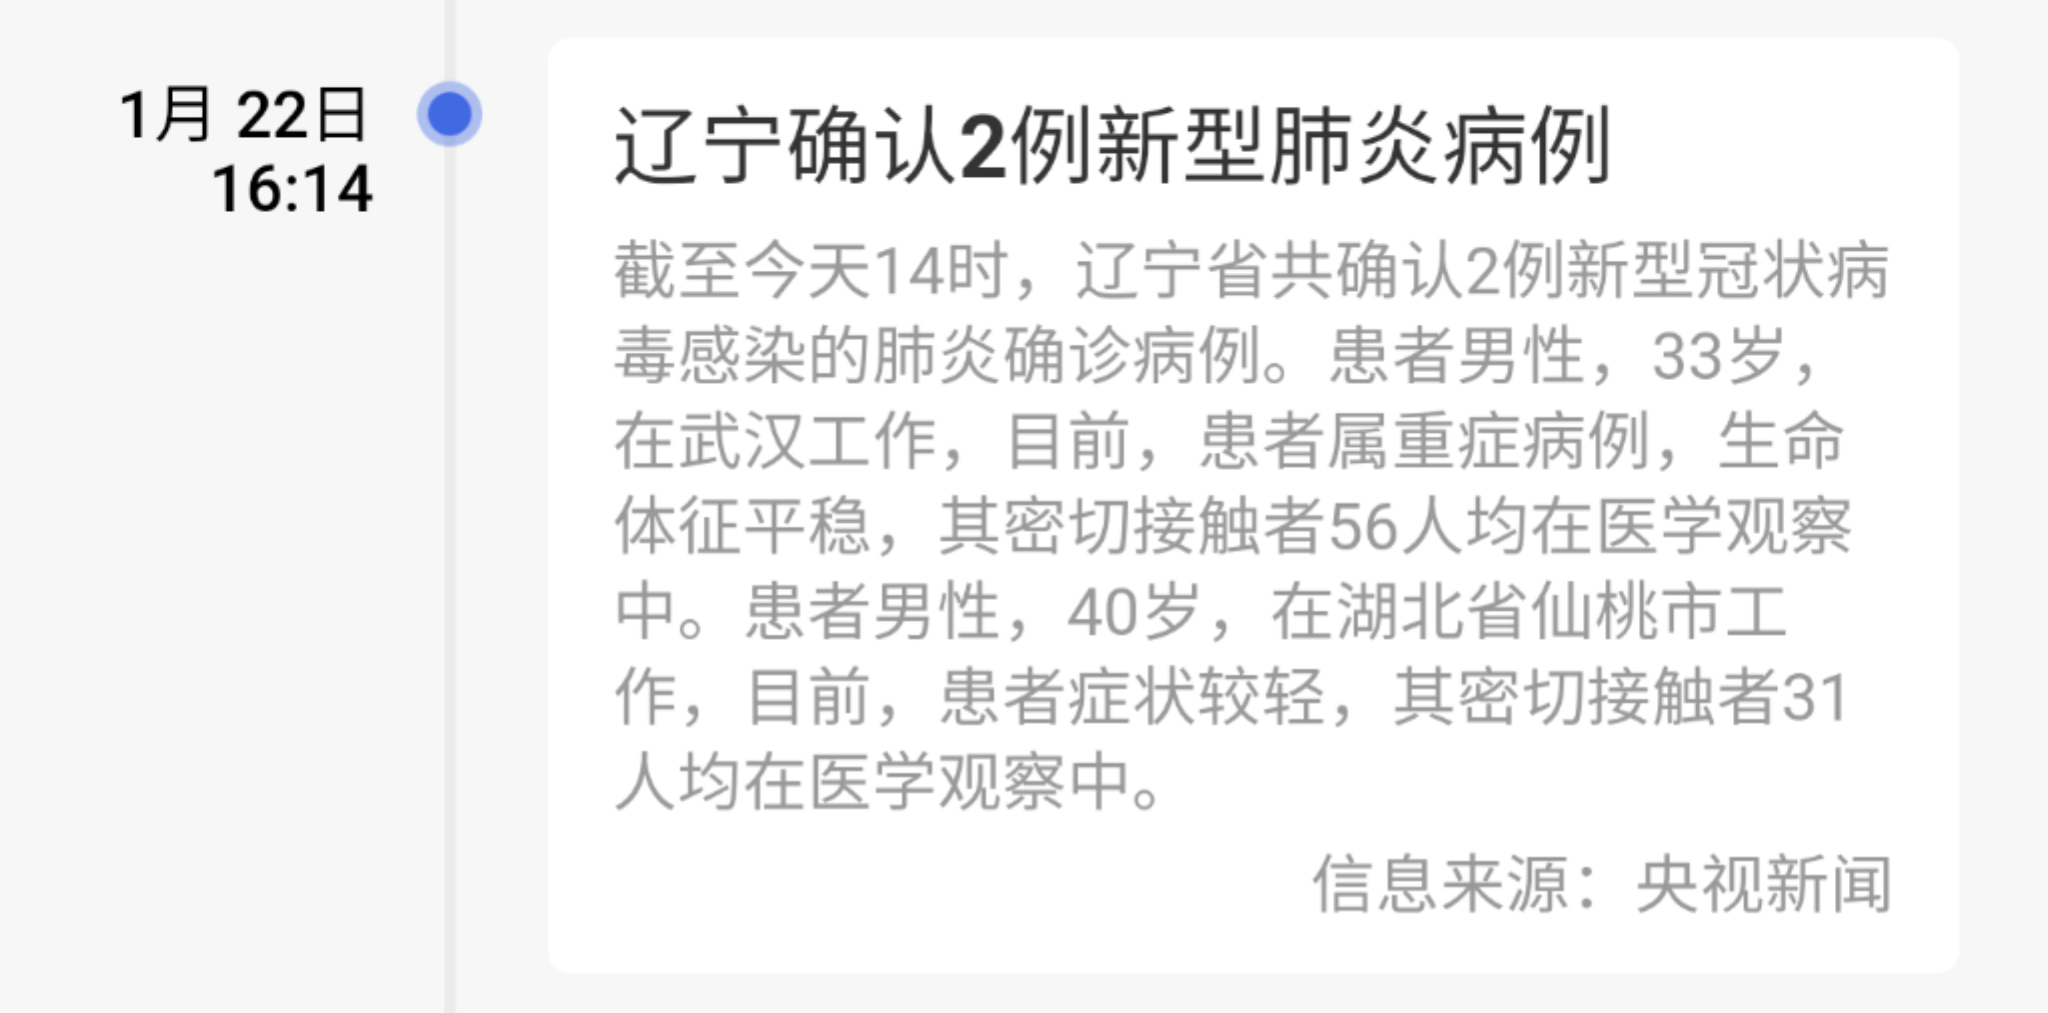 1月 22日
16:14
辽宁确认2例新型肺炎病例
截至今天14时，辽宁省共确认2例新型冠状病
毒感染的肺炎确诊病例。患者男性，33岁，
在武汉工作，目前，患者属重症病例，生命
体征平稳，其密切接触者56人均在医学观察
中。患者男性，40岁，在湖北省仙桃市工
作，目前，患者症状较轻，其密切接触者31
人均在医学观察中。
信息来源：央视新闻